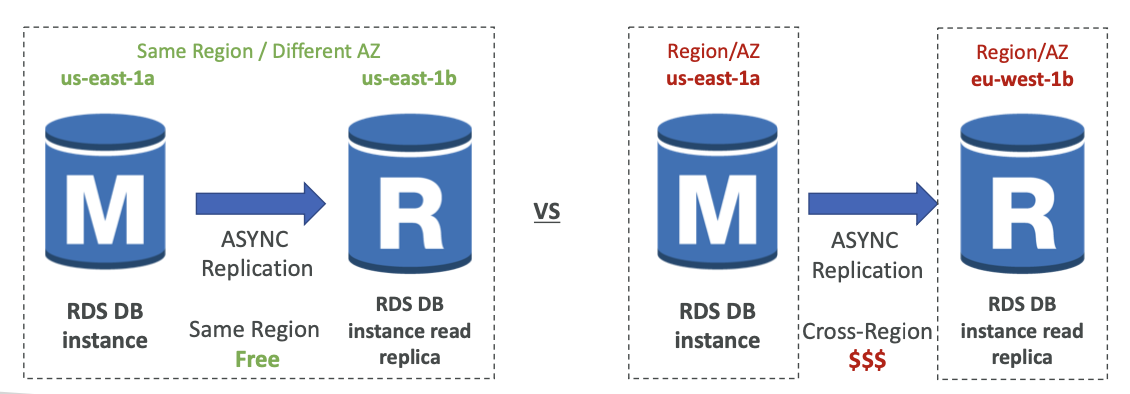 Same Region / Different AZ
us-east-1a
us-east-1b
M
R
ASYNC
Replication
RDS DB
instance
Same Region
Free
RDS DB
instance read
replica
VS
Region/AZ
us-east-1a
Region/AZ
eu-west-1b
M
R
ASYNC
Replication
RDS DB
instance
Cross-Region
$$$
RDS DB
instance read
replica